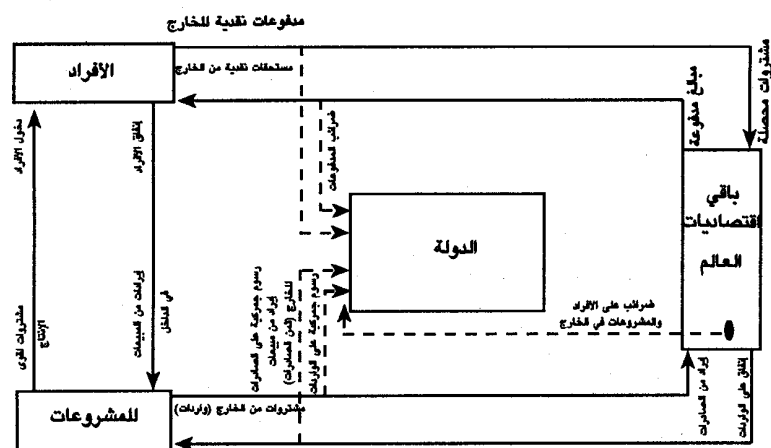 مدفوعات نقدية للخارج
الأفراد
مستحقات نقدية من الخارج
مبالغ مدفوعة
مشتروات محصلة
دخول الأفراد
إنفاق الأفراد
ضرائب المدفوعات
باقي
اقتصاديات
العالم
الدولة
مشتروات لقوى
الإنتاج
إيرادات من المبيعات
في الداخل
رسوم جمركية على الصادرات
إيراد من مبيعات
للخارج (ثمن الصادرات)
رسوم جمركية على الواردات
ضرائب على الأفراد
والمشروعات في الخارج
للمشروعات
مشتروات من الخارج (واردات)
إيراد من الصادرات
إنفاق على الواردات